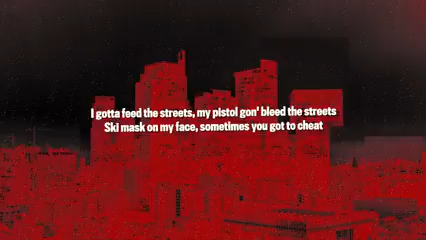 I gotta feed the streets, my pistol gon' bleed the streets
Ski mask on my face, sometimes you got to cheat